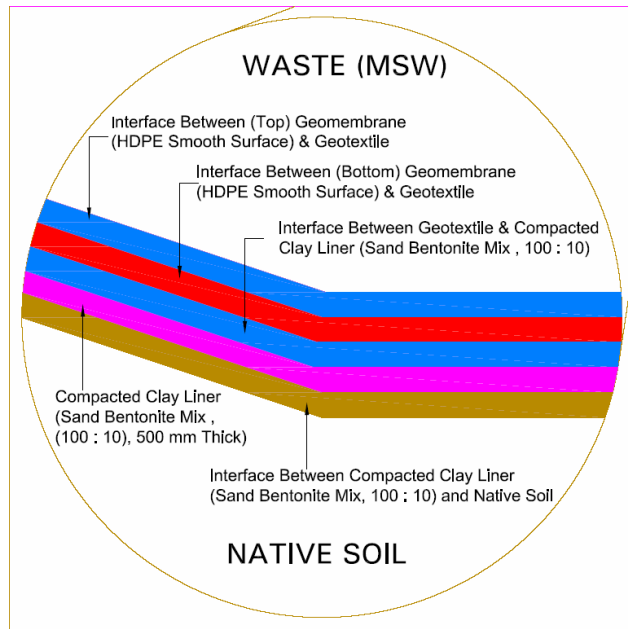 WASTE (MSW)
Interface Between (Top) Geomembrane
(HDPE Smooth Surface) & Geotextile
Interface Between (Bottom) Geomembrane
(HDPE Smooth Surface) & Geotextile
Interface Between Geotextile & Compacted
Clay Liner (Sand Bentonite Mix , 100 : 10)
Compacted Clay Liner
(Sand Bentonite Mix ,
(100 : 10), 500 mm Thick)
Interface Between Compacted Clay Liner
(Sand Bentonite Mix, 100 : 10) and Native Soil
NATIVE SOIL